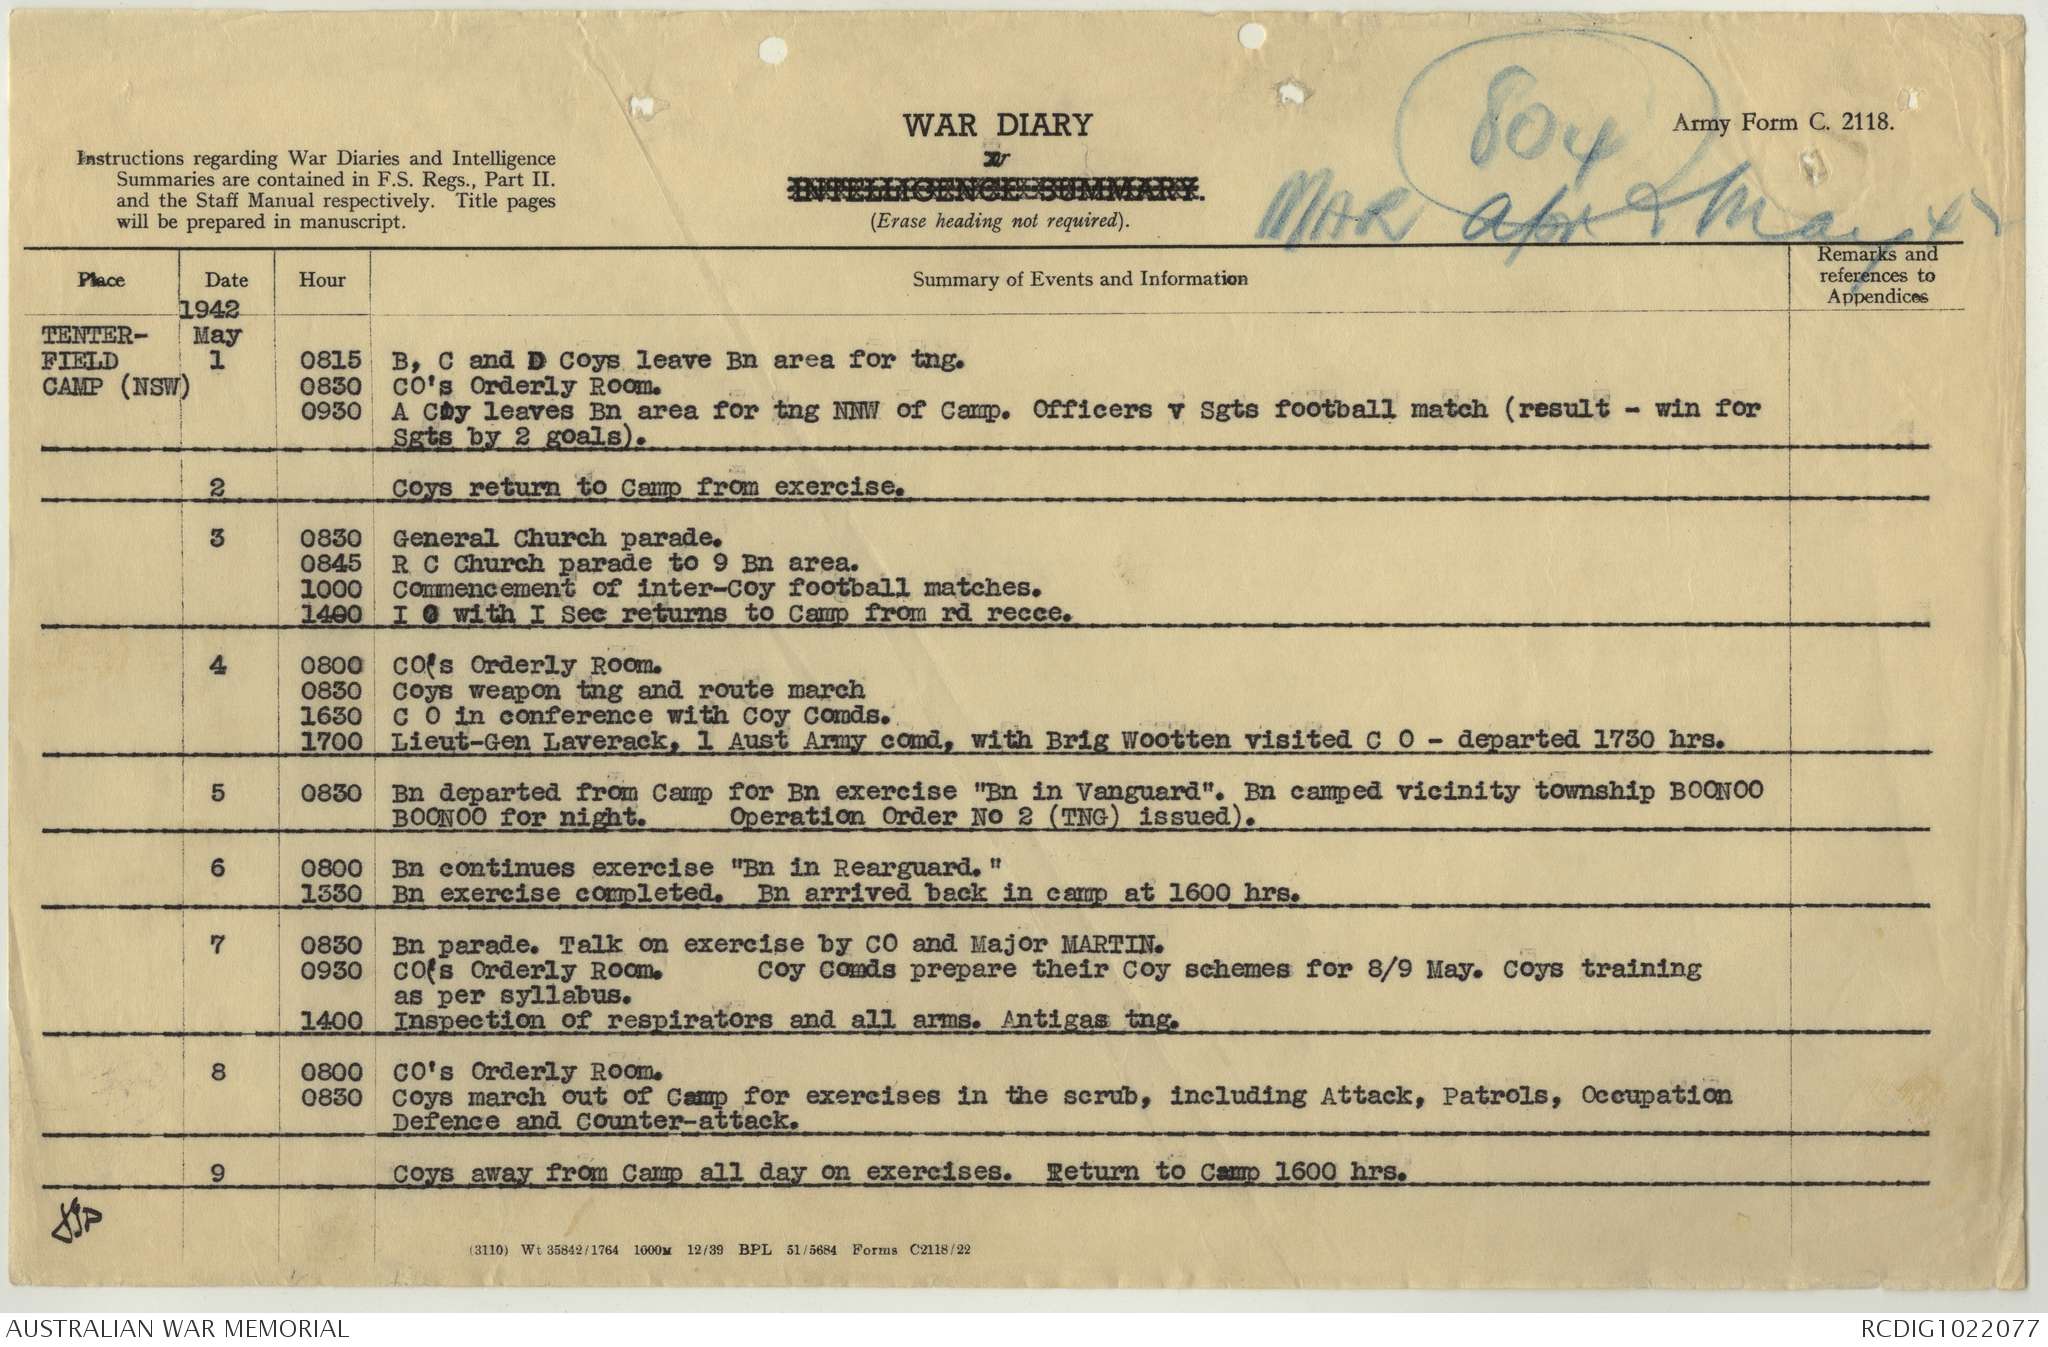 804
MAR Apr & May 42
Army Form C. 2118.
WAR DIARY
or
INTELLIGENCE SUMMARY.
(Erase heading not required).
Instructions regarding War Diaries and Intelligence
Summaries are contained in F.S. Regs., Part II.
and the Staff Manual respectively. Title pages
will be prepared in manuscript.
Place Date Hour Summary of Events and Information Remarks and references to Appendices
1942
TENTER- May
FIELD 1 0815 B, C and D Coys leave Bn area for tng.
CAMP (NSW) 0830 CO's Orderly Room.
0930 A Coy leaves Bn area for tng NNW of Camp. Officers v Sgts football match (result - win for
Sgts by 2 goals).
2 Coys return to Camp from exercise.
3 0830 General Church parade.
0845 R C Church parade to 9 Bn area.
1000 Commencement of inter-Coy football matches.
1400 I O with I Sec returns to Camp from rd recce.
4 0800 CO's Orderly Room.
0830 Coys weapon tng and route march
1630 C O in conference with Coy Comds.
1700 Lieut-Gen Laverack, 1 Aust Army comd, with Brig Wootten visited C O - departed 1730 hrs.
5 0830 Bn departed from Camp for Bn exercise "Bn in Vanguard". Bn camped vicinity township BOONOO
BOONOO for night. Operation Order No 2 (TNG) issued).
6 0800 Bn continues exercise "Bn in Rearguard."
1330 Bn exercise completed. Bn arrived back in camp at 1600 hrs.
7 0830 Bn parade. Talk on exercise by CO and Major MARTIN.
0930 CO's Orderly Room. Coy Comds prepare their Coy schemes for 8/9 May. Coys training
as per syllabus.
1400 Inspection of respirators and all arms. Antigas tng.
8 0800 CO's Orderly Room.
0830 Coys march out of Camp for exercises in the scrub, including Attack, Patrols, Occupation
Defence and Counter-attack.
9 Coys away from Camp all day on exercises. Return to Camp 1600 hrs.
(3110) Wt 35842/1764 1000M 12/39 BPL 51/5684 Forms C2118/22
AUSTRALIAN WAR MEMORIAL RCDIG1022077